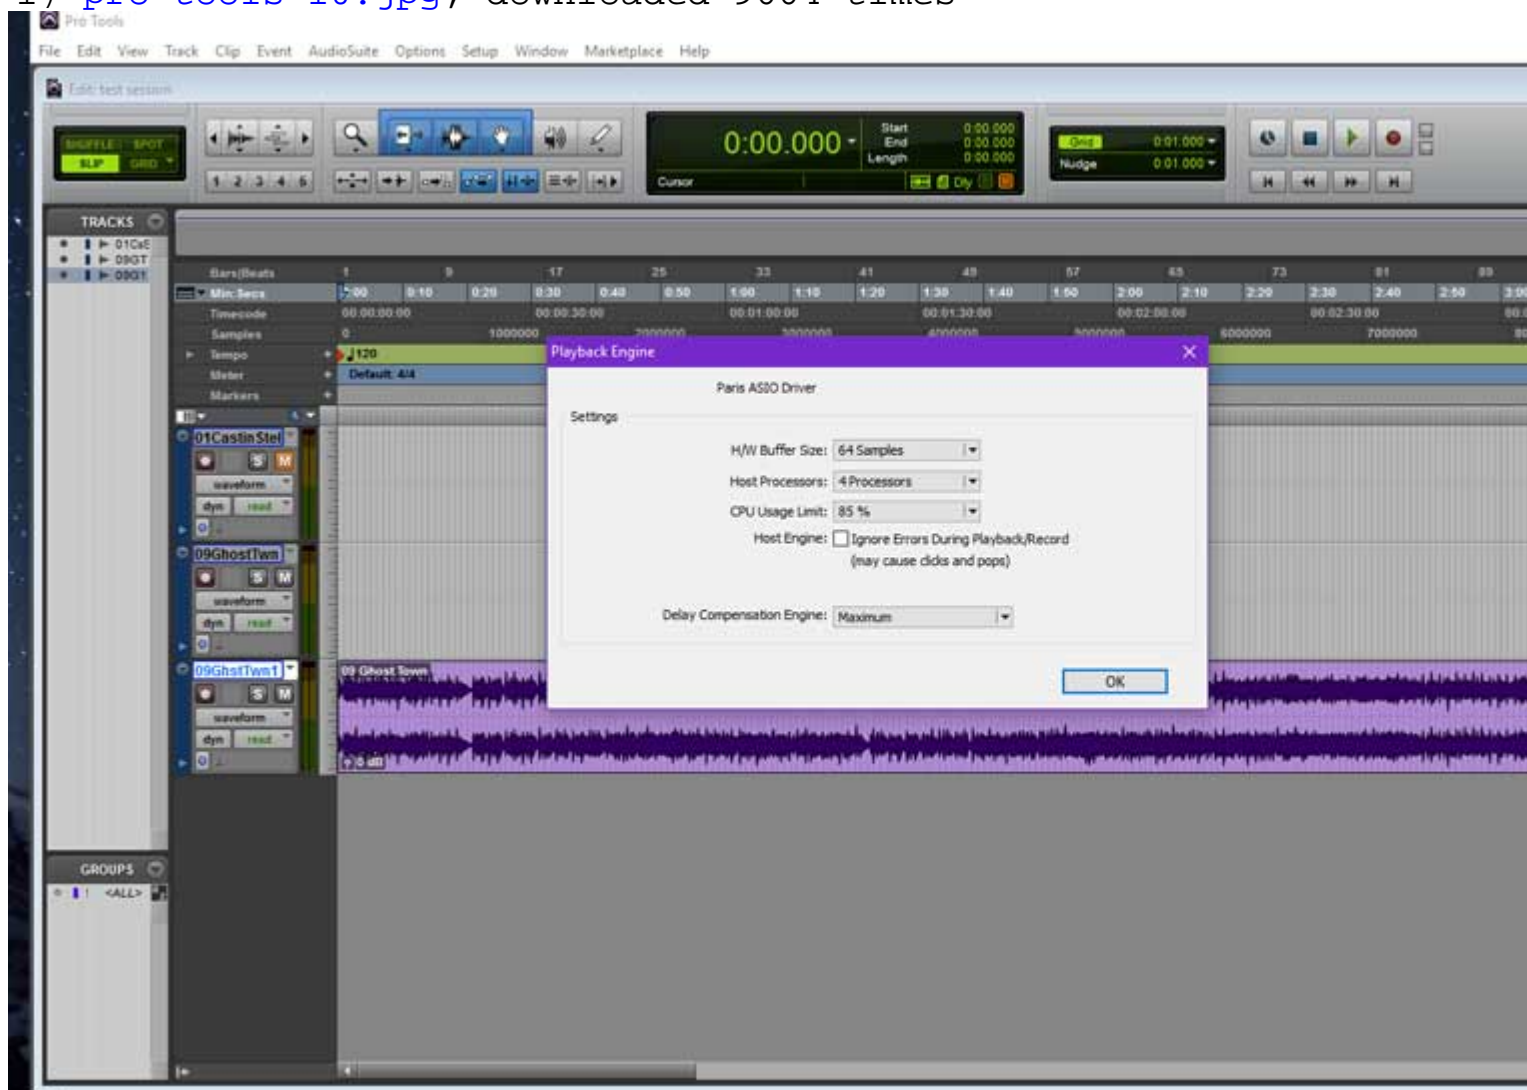 pro tools 10.jpg, downloaded 9004 times
Pro Tools
File Edit View Track Clip Event AudioSuite Options Setup Window Marketplace Help
Edit: test session
SHUFFLE SPOT
SLIP GRID
1 2 3 4 5
0:00.000
Start 0:00.000
End 0:00.000
Length 0:00.000
Cursor
Dly
Grid 0:01.000
Nudge 0:01.000
TRACKS
01CsS
09GT
09GT
Bars|Beats 1 9 17 25 33 41 49 57 65 73 81 89
Min:Secs 0:00 0:10 0:20 0:30 0:40 0:50 1:00 1:10 1:20 1:30 1:40 1:50 2:00 2:10 2:20 2:30 2:40 2:50 3:00
Timecode 00:00:00:00 00:00:30:00 00:01:00:00 00:01:30:00 00:02:00:00 00:02:30:00
Samples 0 1000000 2000000 3000000 4000000 5000000 6000000 7000000
Tempo 120
Meter Default: 4/4
Markers
Playback Engine
Paris ASIO Driver
Settings
H/W Buffer Size: 64 Samples
Host Processors: 4 Processors
CPU Usage Limit: 85 %
Host Engine: Ignore Errors During Playback/Record
(may cause clicks and pops)
Delay Compensation Engine: Maximum
OK
01CastinStel
S M
waveform
dyn read
09GhostTwn
S M
waveform
dyn read
09GhstTwn1
S M
waveform
dyn read
09 Ghost Town
0 dB
GROUPS
! <ALL>